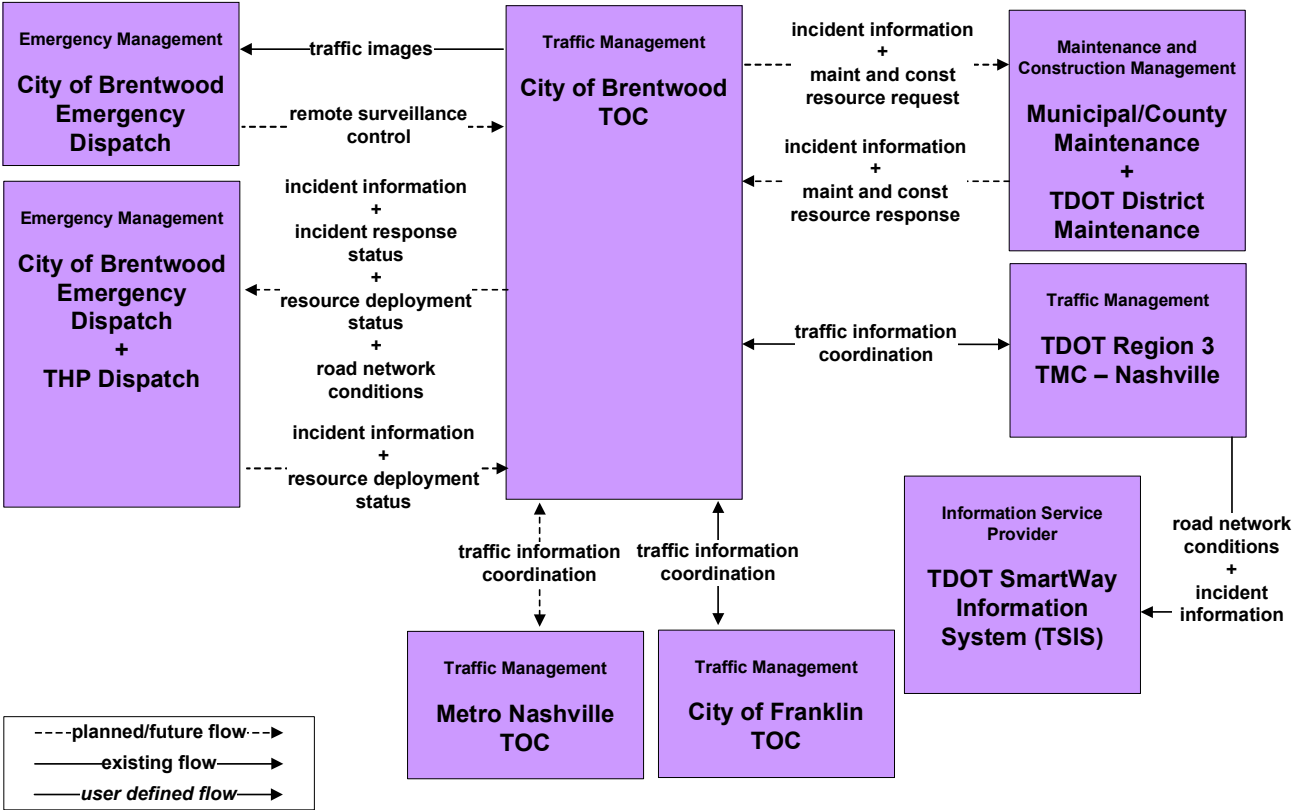 Emergency Management
City of Brentwood
Emergency
Dispatch
traffic images
remote surveillance
control
Traffic Management
City of Brentwood
TOC
incident information
+
maint and const
resource request
incident information
+
maint and const
resource response
Maintenance and
Construction Management
Municipal/County
Maintenance
+
TDOT District
Maintenance
Emergency Management
City of Brentwood
Emergency
Dispatch
+
THP Dispatch
incident information
+
incident response
status
+
resource deployment
status
+
road network
conditions
incident information
+
resource deployment
status
traffic information
coordination
Traffic Management
TDOT Region 3
TMC – Nashville
Information Service
Provider
TDOT SmartWay
Information
System (TSIS)
road network
conditions
+
incident
information
traffic information
coordination
traffic information
coordination
Traffic Management
Metro Nashville
TOC
Traffic Management
City of Franklin
TOC
planned/future flow
existing flow
user defined flow